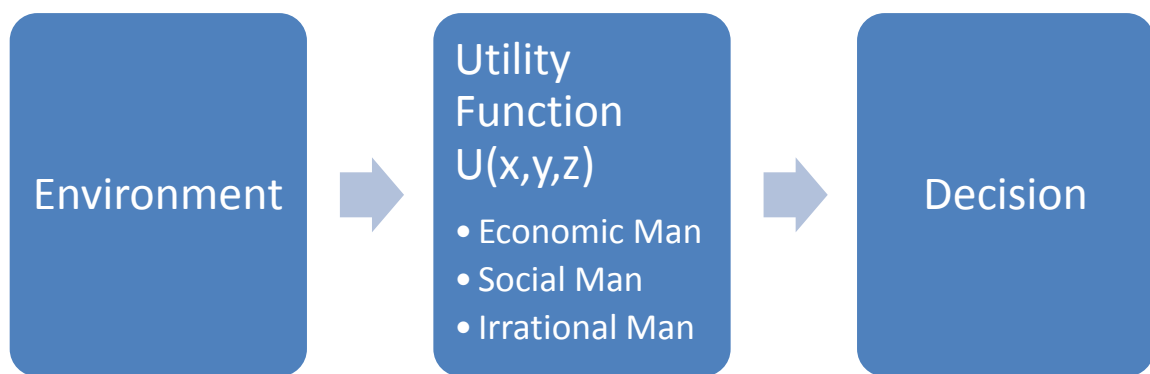 Environment
Utility
Function
U(x,y,z)
• Economic Man
• Social Man
• Irrational Man
Decision